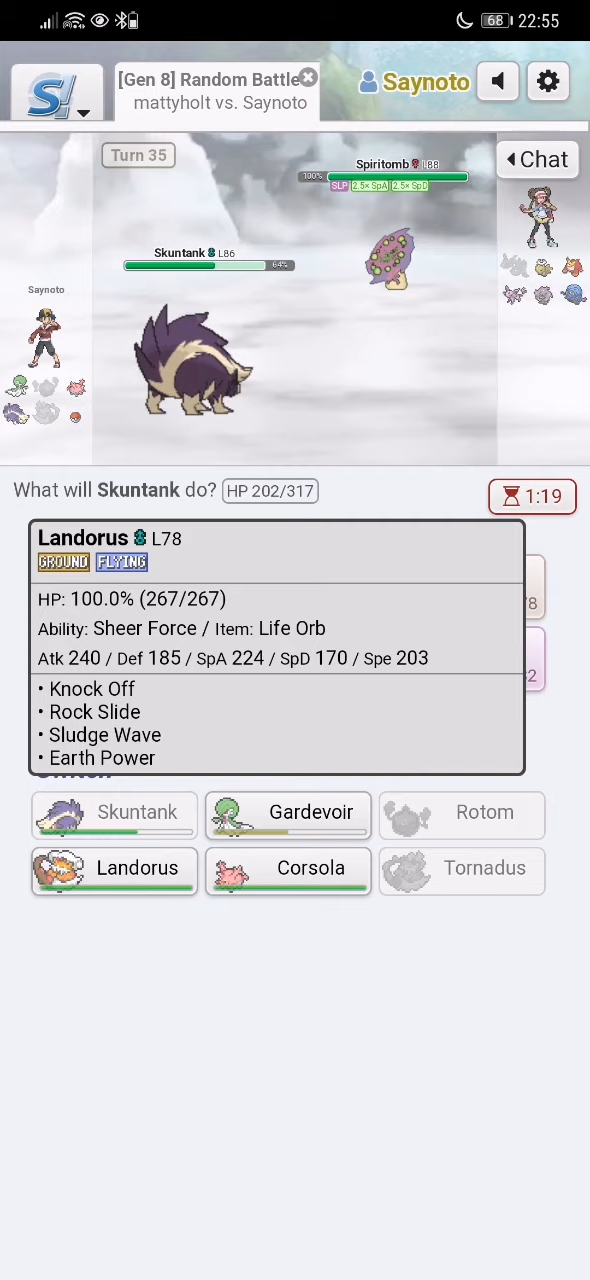 68 22:55
[Gen 8] Random Battle
mattyholt vs. Saynoto
Saynoto
Turn 35
Chat
Spiritomb L88
100%
SLP 2.5× SpA 2.5× SpD
Skuntank L86
64%
Saynoto
What will Skuntank do? HP 202/317
1:19
Landorus L78
GROUND FLYING
HP: 100.0% (267/267)
Ability: Sheer Force / Item: Life Orb
Atk 240 / Def 185 / SpA 224 / SpD 170 / Spe 203
• Knock Off
• Rock Slide
• Sludge Wave
• Earth Power
Skuntank Gardevoir Rotom
Landorus Corsola Tornadus